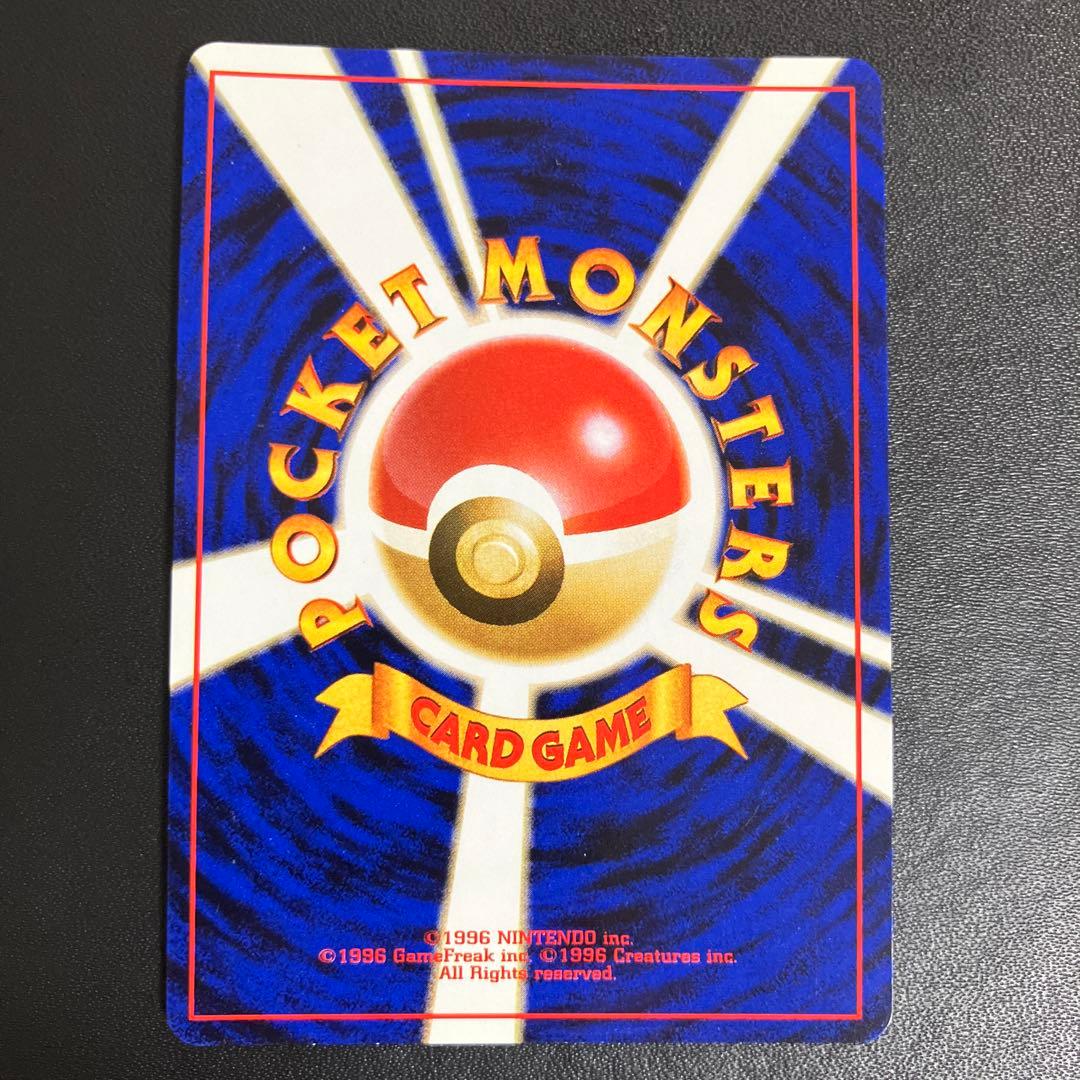 POCKET MONSTERS
CARD GAME
©1996 NINTENDO inc.
©1996 GameFreak inc. ©1996 Creatures inc.
All Rights reserved.